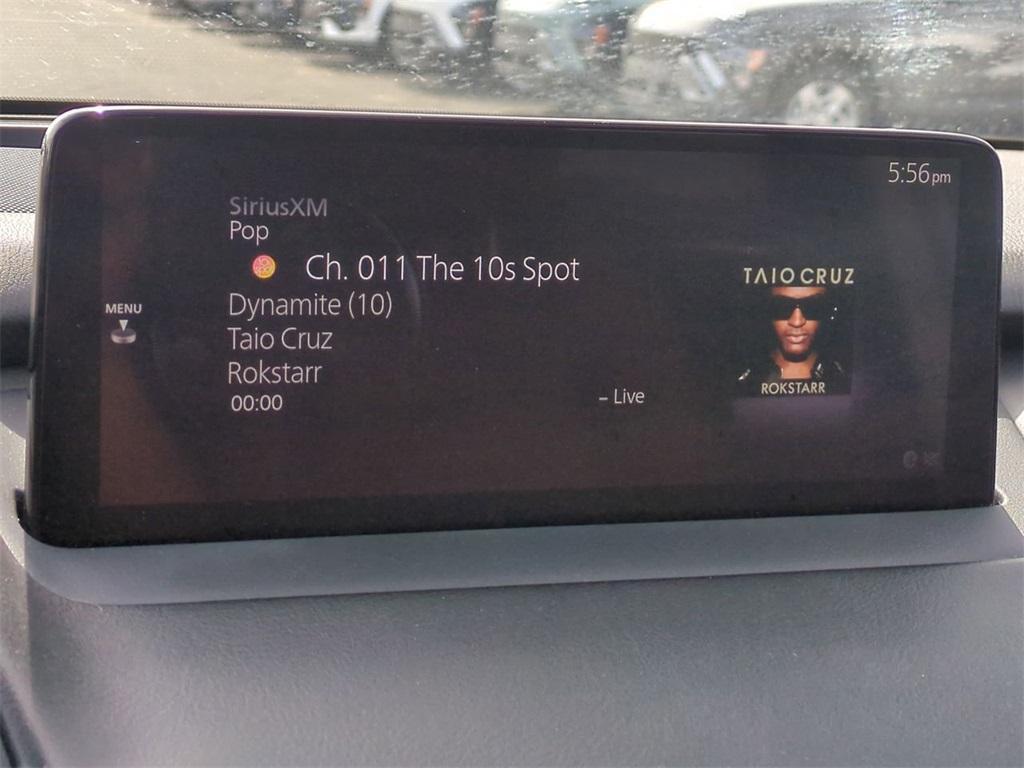 5:56pm
SiriusXM
Pop
Ch. 011 The 10s Spot
Dynamite (10)
Taio Cruz
Rokstarr
00:00
– Live
MENU
TAIO CRUZ
ROKSTARR